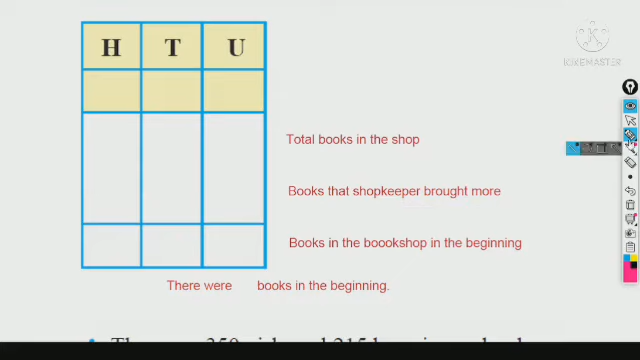 H T U
KINEMASTER
Total books in the shop
Books that shopkeeper brought more
Books in the boookshop in the beginning
There were books in the beginning.